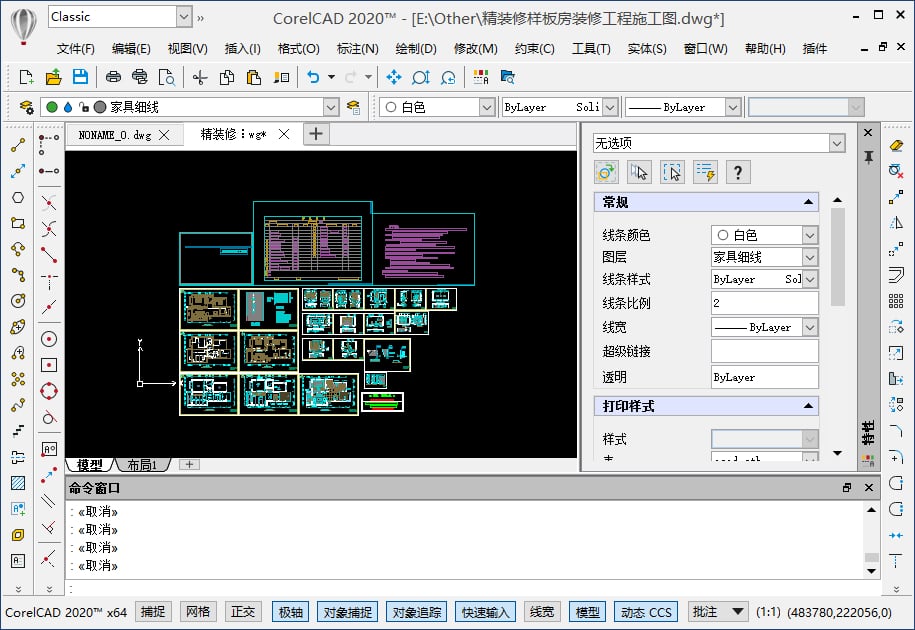 Classic
»
CorelCAD 2020™ - [E:\Other\精装修样板房装修工程施工图.dwg*]
文件(F) 编辑(E) 视图(V) 插入(I) 格式(O) 标注(N) 绘制(D) 修改(M) 约束(C) 工具(T) 实体(S) 窗口(W) 帮助(H) 插件
家具细线 白色 ByLayer Soli ByLayer
NONAME_0.dwg 精装修：wg*
无选项
常规
线条颜色 白色
图层 家具细线
线条样式 ByLayer Sol
线条比例 2
线宽 ByLayer
超级链接
透明 ByLayer
打印样式
样式
特性
Y
模型 布局1
命令窗口
: «取消»
: «取消»
: «取消»
: «取消»
:
CorelCAD 2020™ x64 捕捉 网格 正交 极轴 对象捕捉 对象追踪 快速输入 线宽 模型 动态 CCS 批注 (1:1) (483780,222056,0)